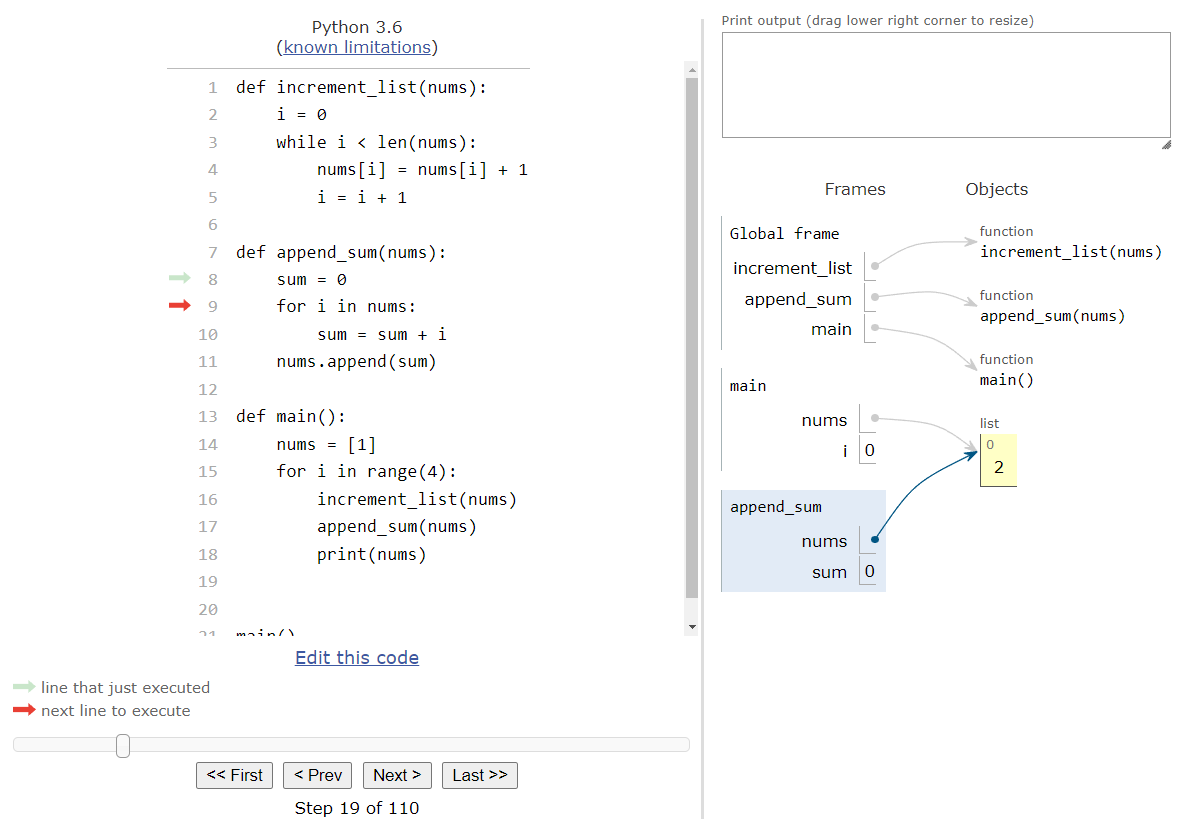 Python 3.6
(known limitations)
1 def increment_list(nums):
2     i = 0
3     while i < len(nums):
4         nums[i] = nums[i] + 1
5         i = i + 1
6
7 def append_sum(nums):
8     sum = 0
9     for i in nums:
10         sum = sum + i
11     nums.append(sum)
12
13 def main():
14     nums = [1]
15     for i in range(4):
16         increment_list(nums)
17         append_sum(nums)
18         print(nums)
19
20
21 main()
Edit this code
line that just executed
next line to execute
<< First < Prev Next > Last >>
Step 19 of 110
Print output (drag lower right corner to resize)
Frames Objects
Global frame
increment_list
append_sum
main
function
increment_list(nums)
function
append_sum(nums)
function
main()
main
nums
i 0
list
0
2
append_sum
nums
sum 0